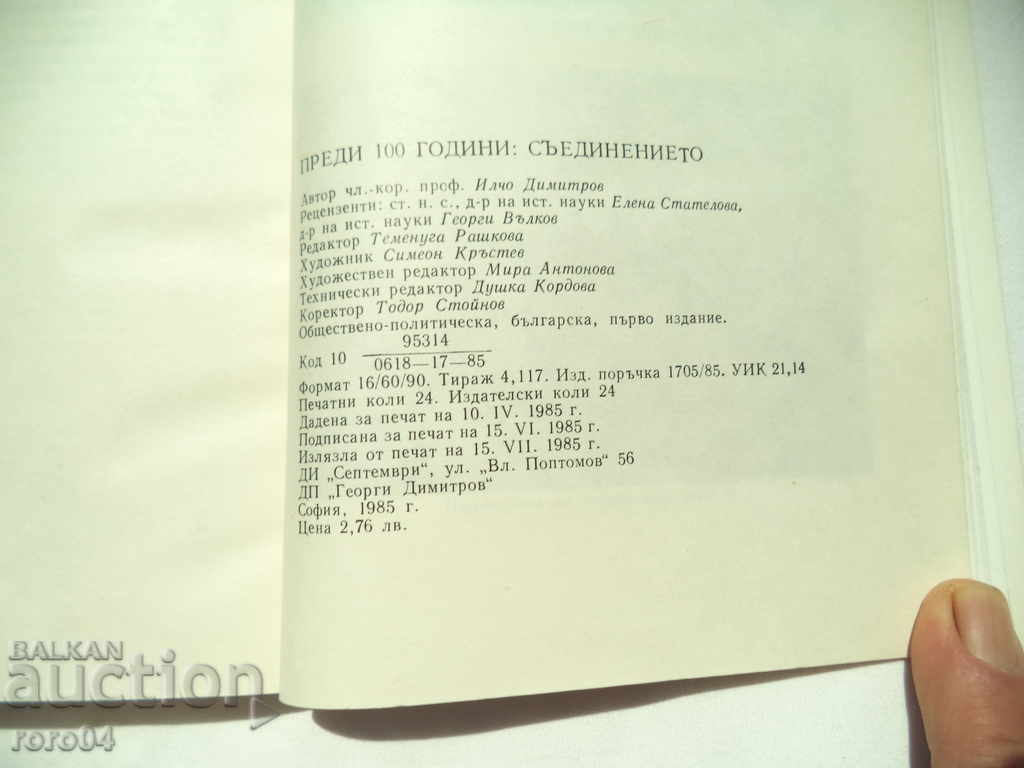 ПРЕДИ 100 ГОДИНИ: СЪЕДИНЕНИЕТО
Автор чл.-кор. проф. Илчо Димитров
Рецензенти: ст. н. с., д-р на ист. науки Елена Стателова,
д-р на ист. науки Георги Вълков
Редактор Теменуга Рашкова
Художник Симеон Кръстев
Художествен редактор Мира Антонова
Технически редактор Душка Кордова
Коректор Тодор Стойнов
Обществено-политическа, българска, първо издание.
95314
Код 10
0618—17—85
Формат 16/60/90. Тираж 4,117. Изд. поръчка 1705/85. УИК 21,14
Печатни коли 24. Издателски коли 24
Дадена за печат на 10. IV. 1985 г.
Подписана за печат на 15. VI. 1985 г.
Излязла от печат на 15. VII. 1985 г.
ДИ „Септември“, ул. „Вл. Поптомов“ 56
ДП „Георги Димитров“
София, 1985 г.
Цена 2,76 лв.
BALKAN
auction
roro04